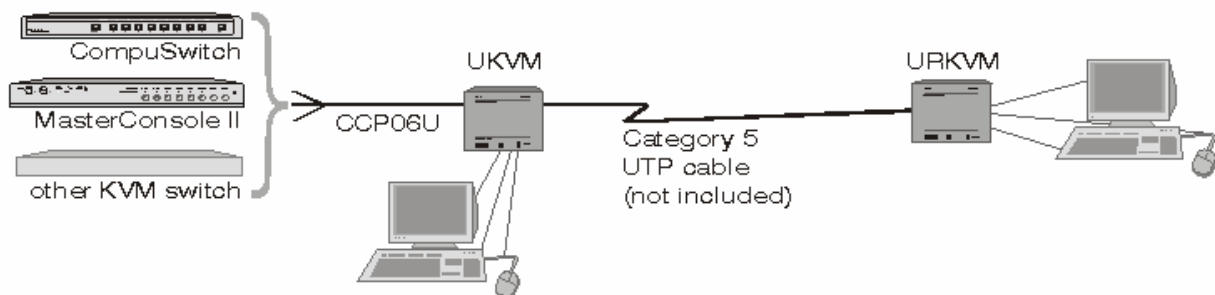 CompuSwitch
MasterConsole II
other KVM switch
CCP06U
UKVM
Category 5
UTP cable
(not included)
URKVM